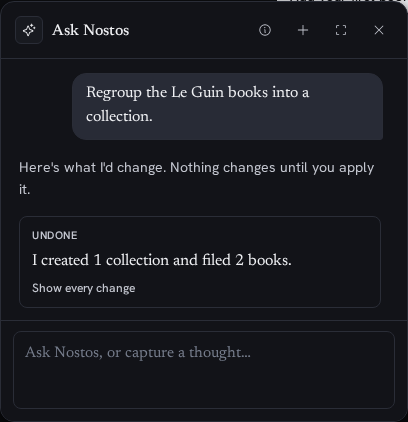 Ask Nostos
Regroup the Le Guin books into a
collection.
Here's what I'd change. Nothing changes until you apply
it.
UNDONE
I created 1 collection and filed 2 books.
Show every change
Ask Nostos, or capture a thought...